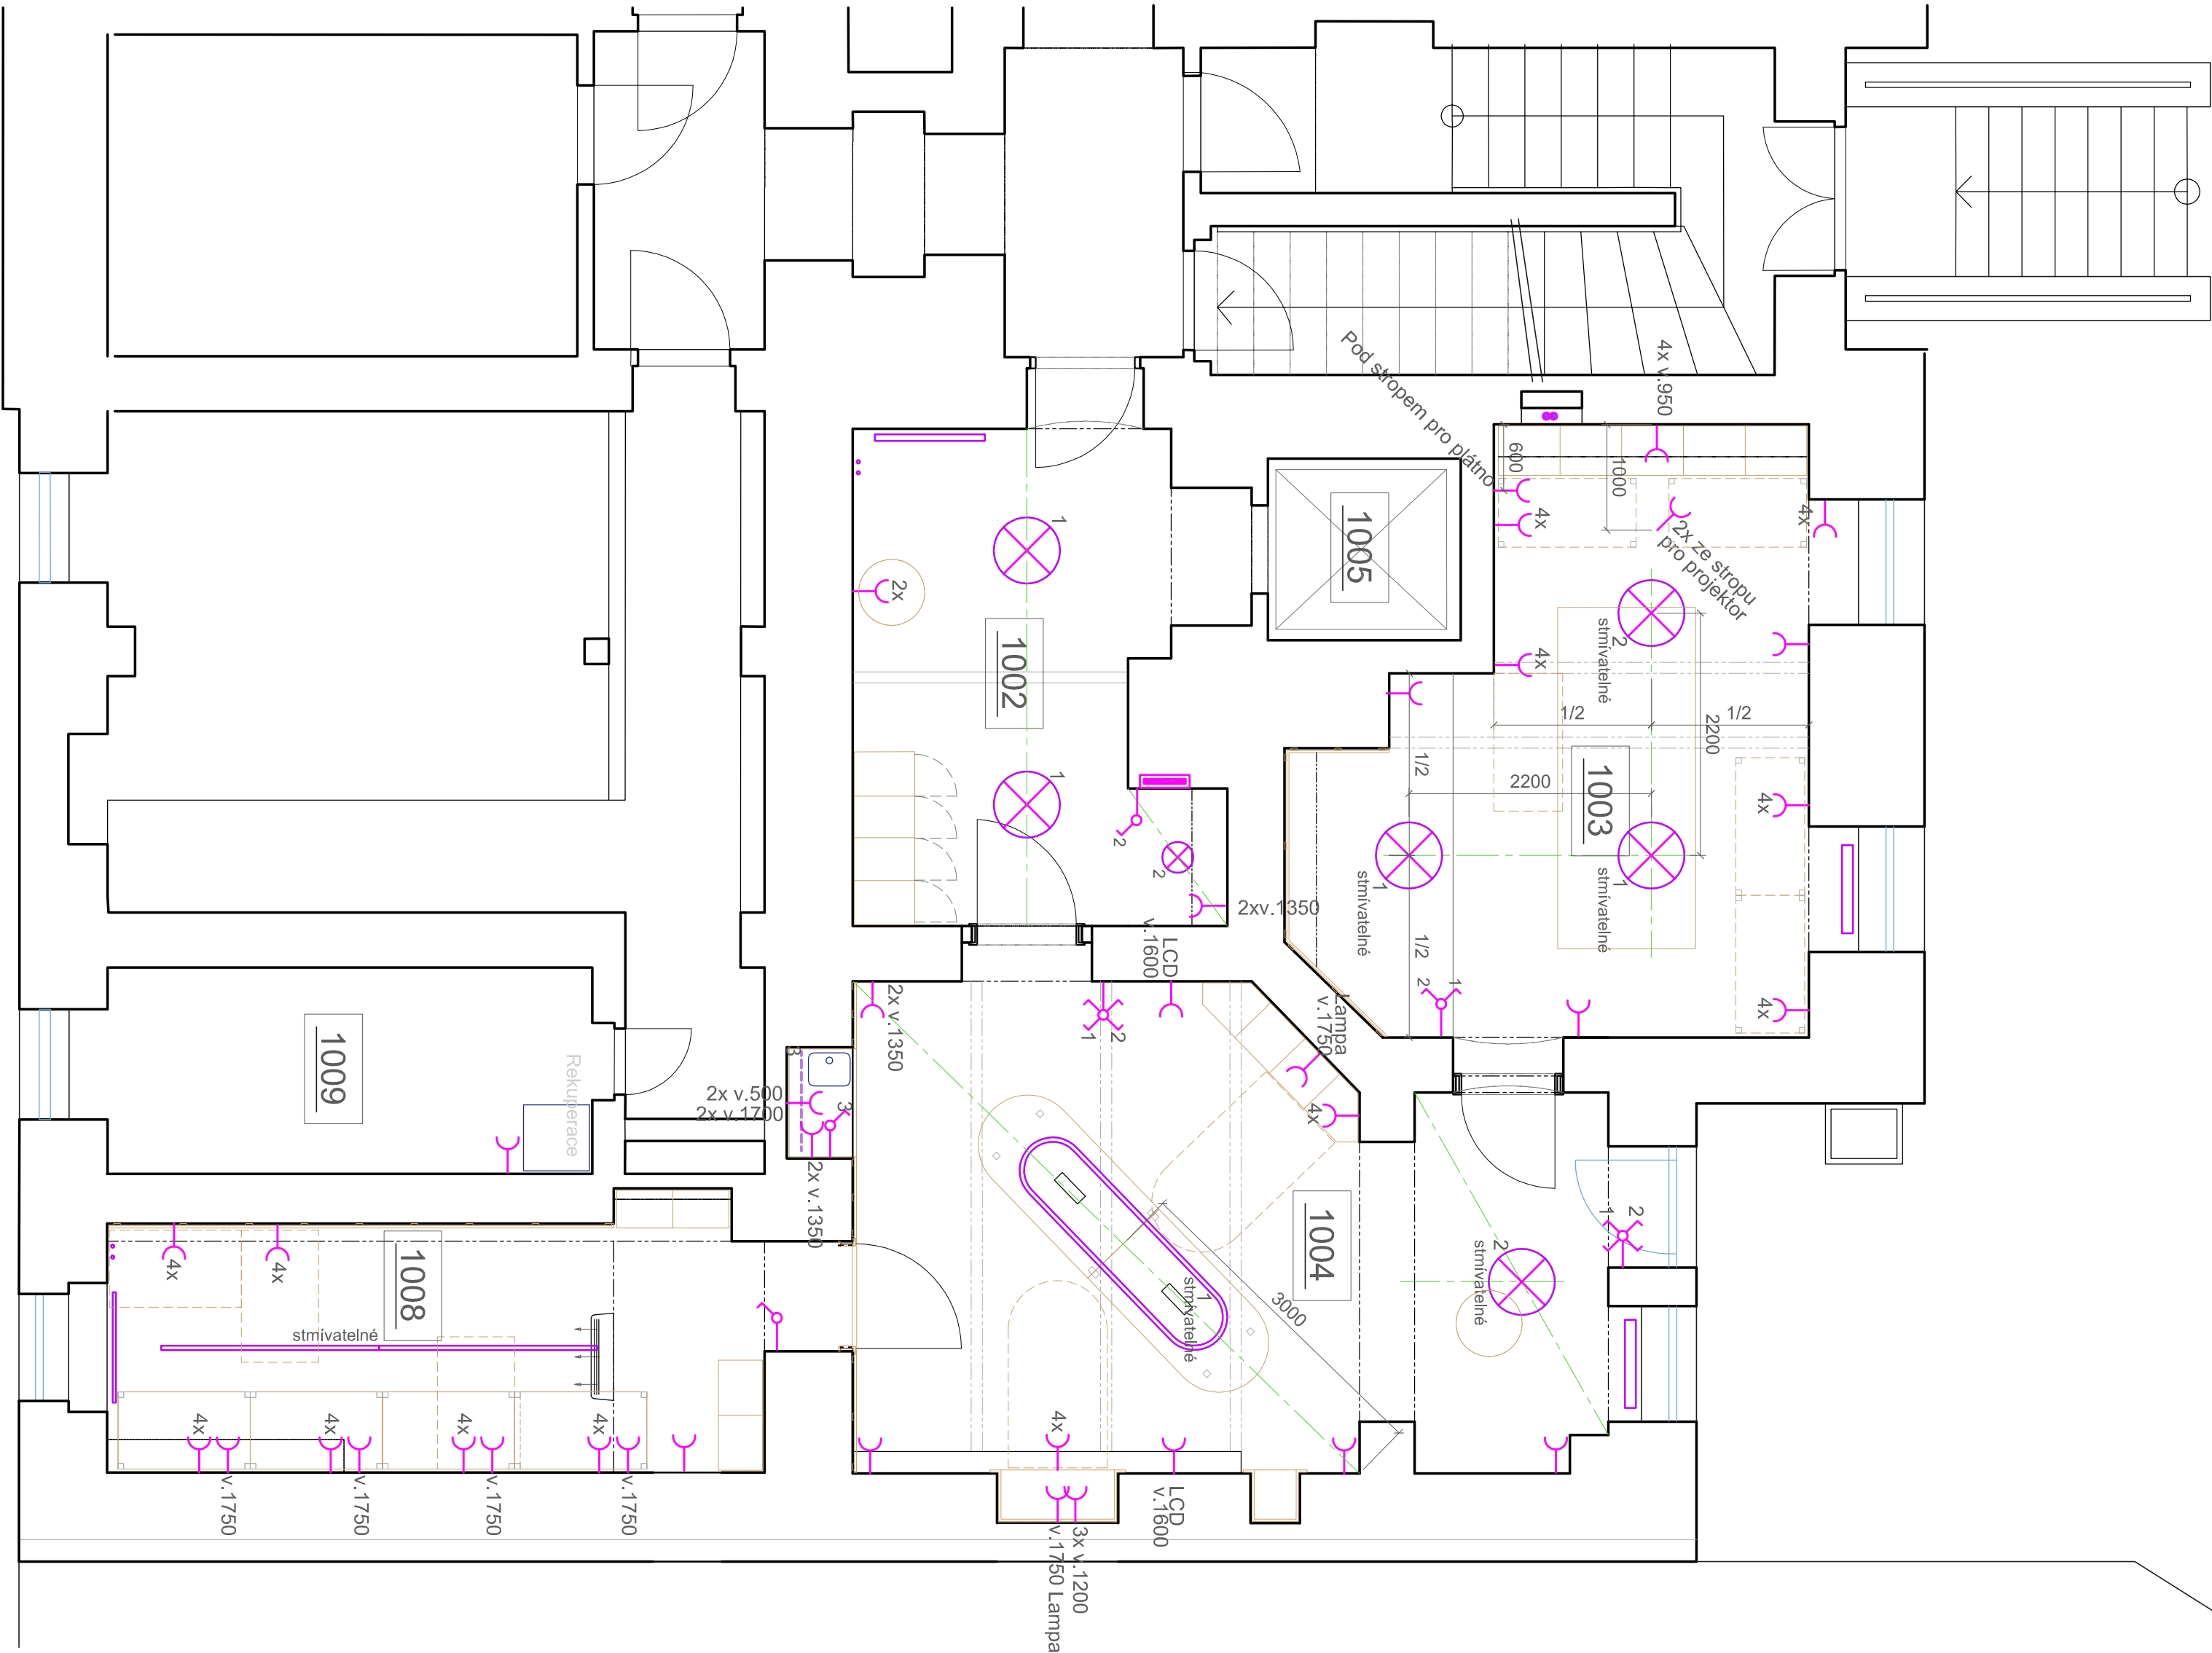 4x v.950
Pod stropem pro plátno
600
1000
4x
4x
2x ze stropu
pro projektor
1005
1
2x
1002
2
stmívatelné
4x
1/2
1/2
2200
1/2
2200
1003
4x
1
2
2
1
stmívatelné
1
stmívatelné
2xv.1350
1/2
2
1
4x
LCD
v.1600
Lampa
v.1750
2x v.1350
2
1
1009
Rekuperace
3
2x v.500
2x v.1700
3
4x
2x v.1350
1004
2
1
2
stmívatelné
4x
4x
1008
stmívatelné
1
stmívatelné
3000
4x
4x
4x
4x
4x
v.1750
v.1750
v.1750
v.1750
LCD
v.1600
3x v.1200
v.1750 Lampa